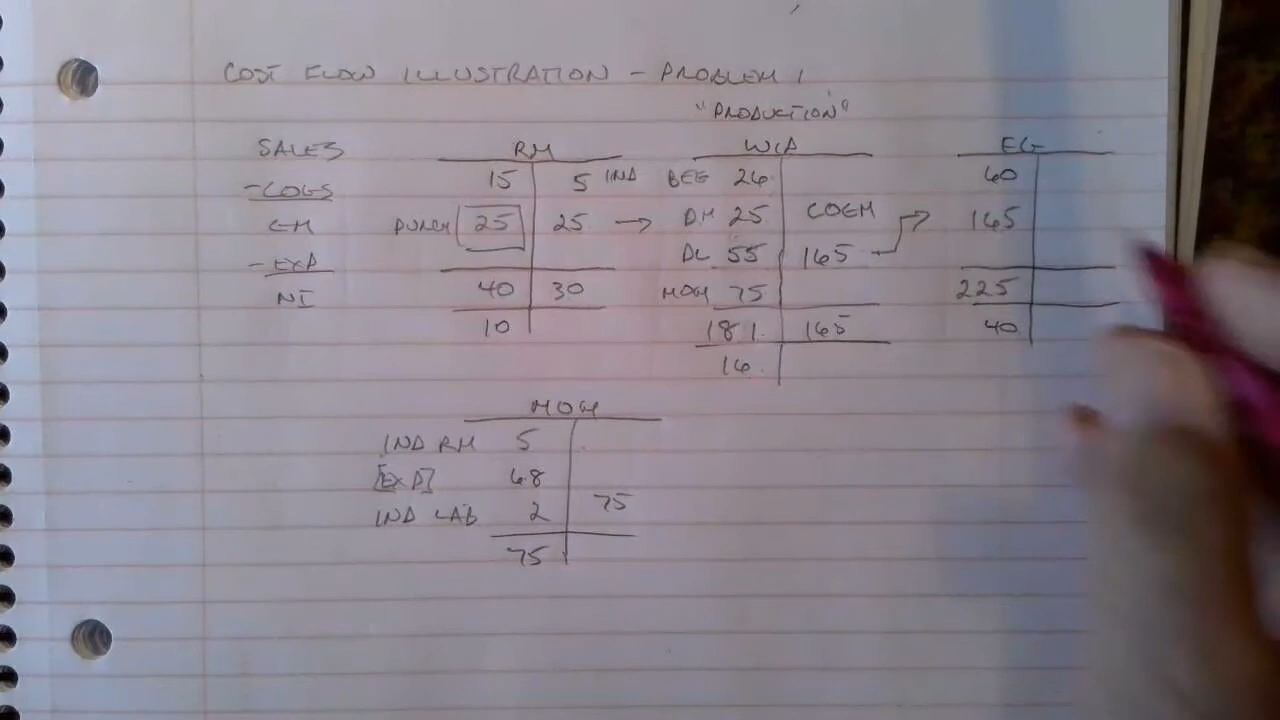 COST FLOW ILLUSTRATION - PROBLEM 1
"PRODUCTION"
SALES
-COGS
GM
-EXP
NI
RM
15 5 IND
PURCH 25 25 →
40 30
10
WIP
BEG 26
DM 25 COGM
DL 55 165
MOH 75
181 165
16
FG
60
165
225
40
MOH
IND RM 5
[EXP] 68
IND LAB 2 75
75